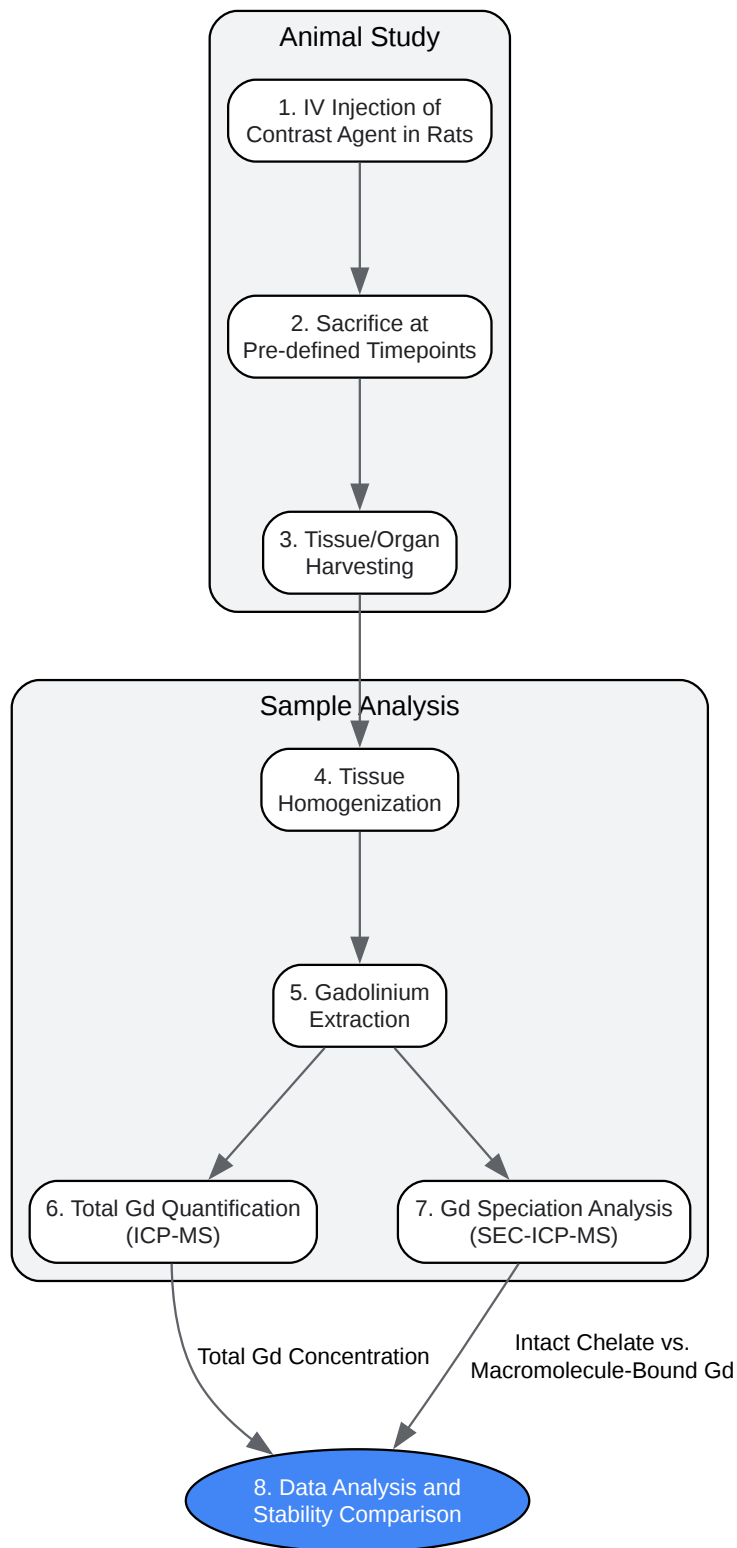 Animal Study
1. IV Injection of
Contrast Agent in Rats
2. Sacrifice at
Pre-defined Timepoints
3. Tissue/Organ
Harvesting
Sample Analysis
4. Tissue
Homogenization
5. Gadolinium
Extraction
6. Total Gd Quantification
(ICP-MS)
7. Gd Speciation Analysis
(SEC-ICP-MS)
Total Gd Concentration
Intact Chelate vs.
Macromolecule-Bound Gd
8. Data Analysis and
Stability Comparison